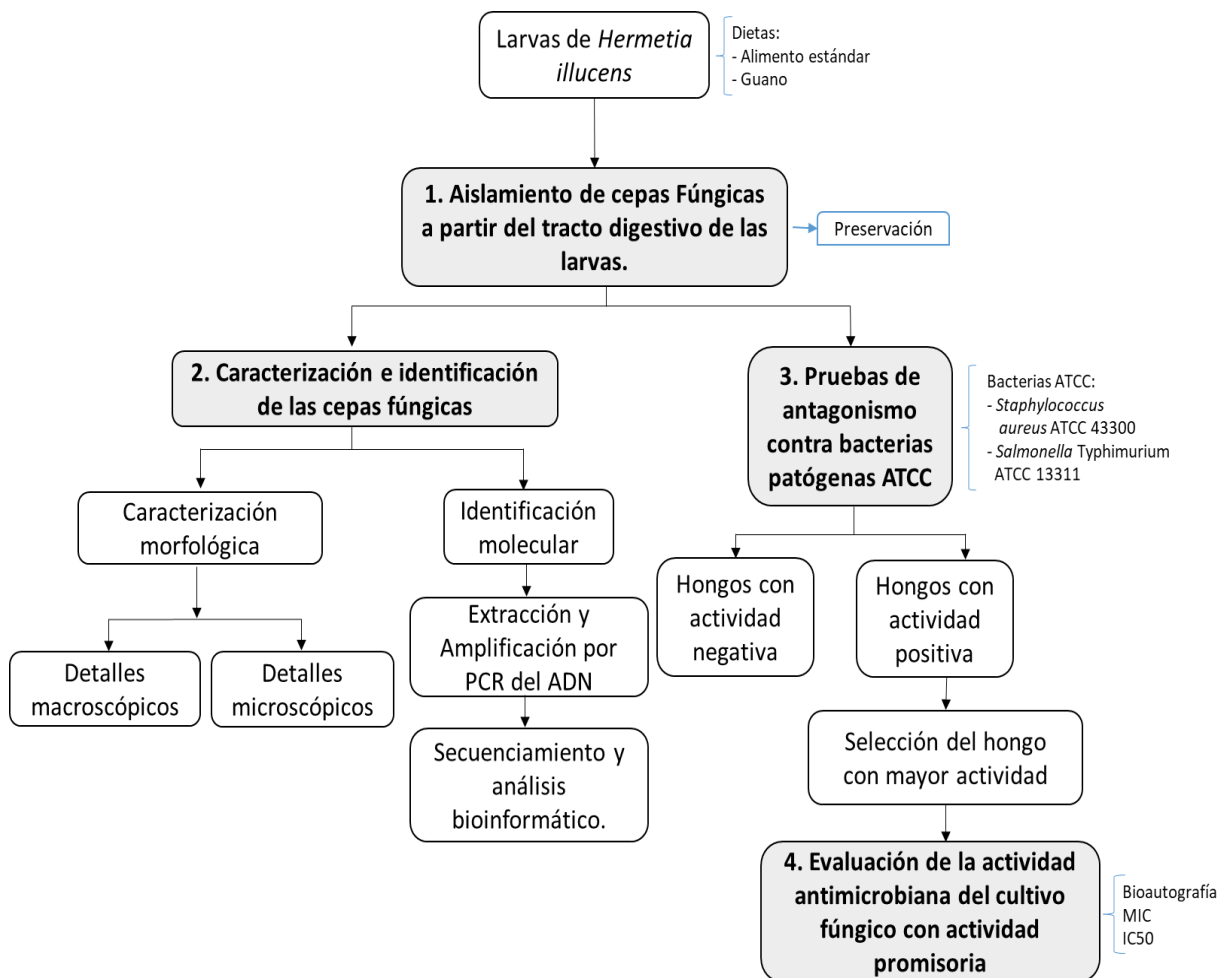 Larvas de Hermetia
illucens
Dietas:
- Alimento estándar
- Guano
1. Aislamiento de cepas Fúngicas
a partir del tracto digestivo de las
larvas.
Preservación
2. Caracterización e identificación
de las cepas fúngicas
3. Pruebas de
antagonismo
contra bacterias
patógenas ATCC
Bacterias ATCC:
- Staphylococcus
aureus ATCC 43300
- Salmonella Typhimurium
ATCC 13311
Caracterización
morfológica
Identificación
molecular
Detalles
macroscópicos
Detalles
microscópicos
Extracción y
Amplificación por
PCR del ADN
Secuenciamiento y
análisis
bioinformático.
Hongos con
actividad
negativa
Hongos con
actividad
positiva
Selección del hongo
con mayor actividad
4. Evaluación de la actividad
antimicrobiana del cultivo
fúngico con actividad
promisoria
Bioautografía
MIC
IC50